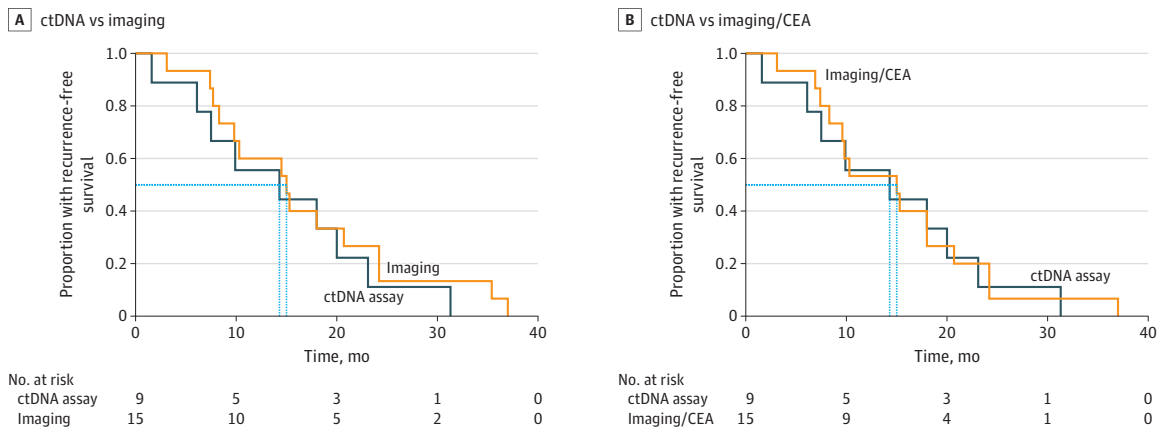 A ctDNA vs imaging
1.0
0.8
0.6
0.4
0.2
0
Proportion with recurrence-free
survival
Imaging
ctDNA assay
0 10 20 30 40
Time, mo
No. at risk
ctDNA assay 9 5 3 1 0
Imaging 15 10 5 2 0
B ctDNA vs imaging/CEA
1.0
0.8
0.6
0.4
0.2
0
Proportion with recurrence-free
survival
Imaging/CEA
ctDNA assay
0 10 20 30 40
Time, mo
No. at risk
ctDNA assay 9 5 3 1 0
Imaging/CEA 15 9 4 1 0